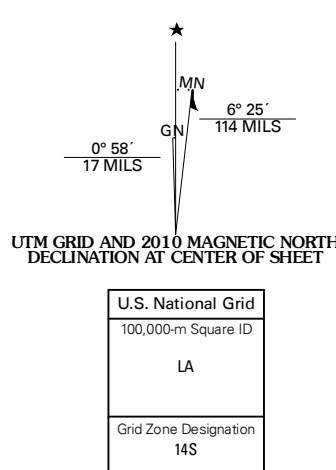 MN
6° 25´
114 MILS
GN
0° 58´
17 MILS
UTM GRID AND 2010 MAGNETIC NORTH
DECLINATION AT CENTER OF SHEET
U.S. National Grid
100,000-m Square ID
LA
Grid Zone Designation
14S